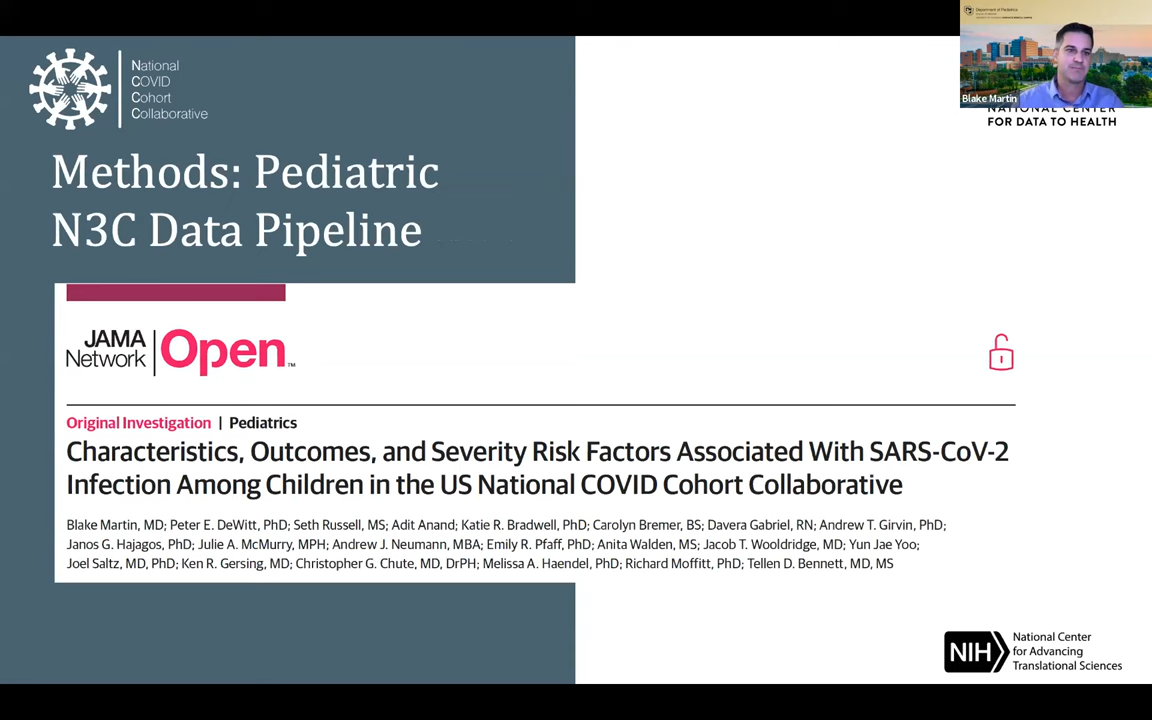 National
COVID
Cohort
Collaborative
Methods: Pediatric
N3C Data Pipeline
Department of Pediatrics
Blake Martin
NATIONAL CENTER
FOR DATA TO HEALTH
JAMA
Network
Open™
Original Investigation | Pediatrics
Characteristics, Outcomes, and Severity Risk Factors Associated With SARS-CoV-2
Infection Among Children in the US National COVID Cohort Collaborative
Blake Martin, MD; Peter E. DeWitt, PhD; Seth Russell, MS; Adit Anand; Katie R. Bradwell, PhD; Carolyn Bremer, BS; Davera Gabriel, RN; Andrew T. Girvin, PhD;
Janos G. Hajagos, PhD; Julie A. McMurry, MPH; Andrew J. Neumann, MBA; Emily R. Pfaff, PhD; Anita Walden, MS; Jacob T. Wooldridge, MD; Yun Jae Yoo;
Joel Saltz, MD, PhD; Ken R. Gersing, MD; Christopher G. Chute, MD, DrPH; Melissa A. Haendel, PhD; Richard Moffitt, PhD; Tellen D. Bennett, MD, MS
NIH
National Center
for Advancing
Translational Sciences